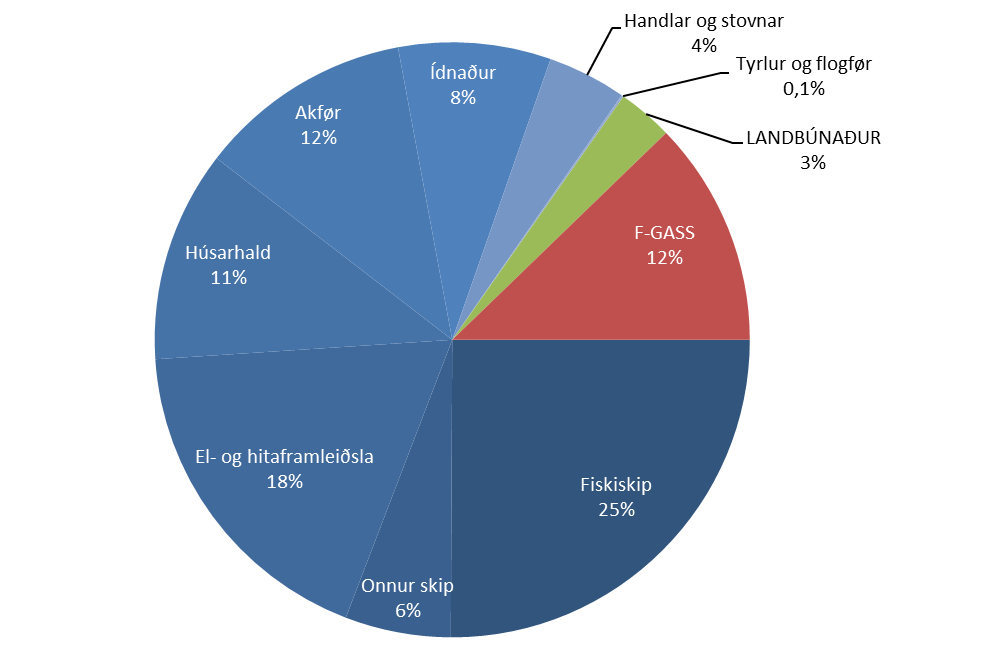 Handlar og stovnar
4%
Tyrlur og flogfør
0,1%
LANDBÚNAÐUR
3%
F-GASS
12%
Fiskiskip
25%
Onnur skip
6%
El- og hitaframleiðsla
18%
Húsarhald
11%
Akfør
12%
Ídnaður
8%